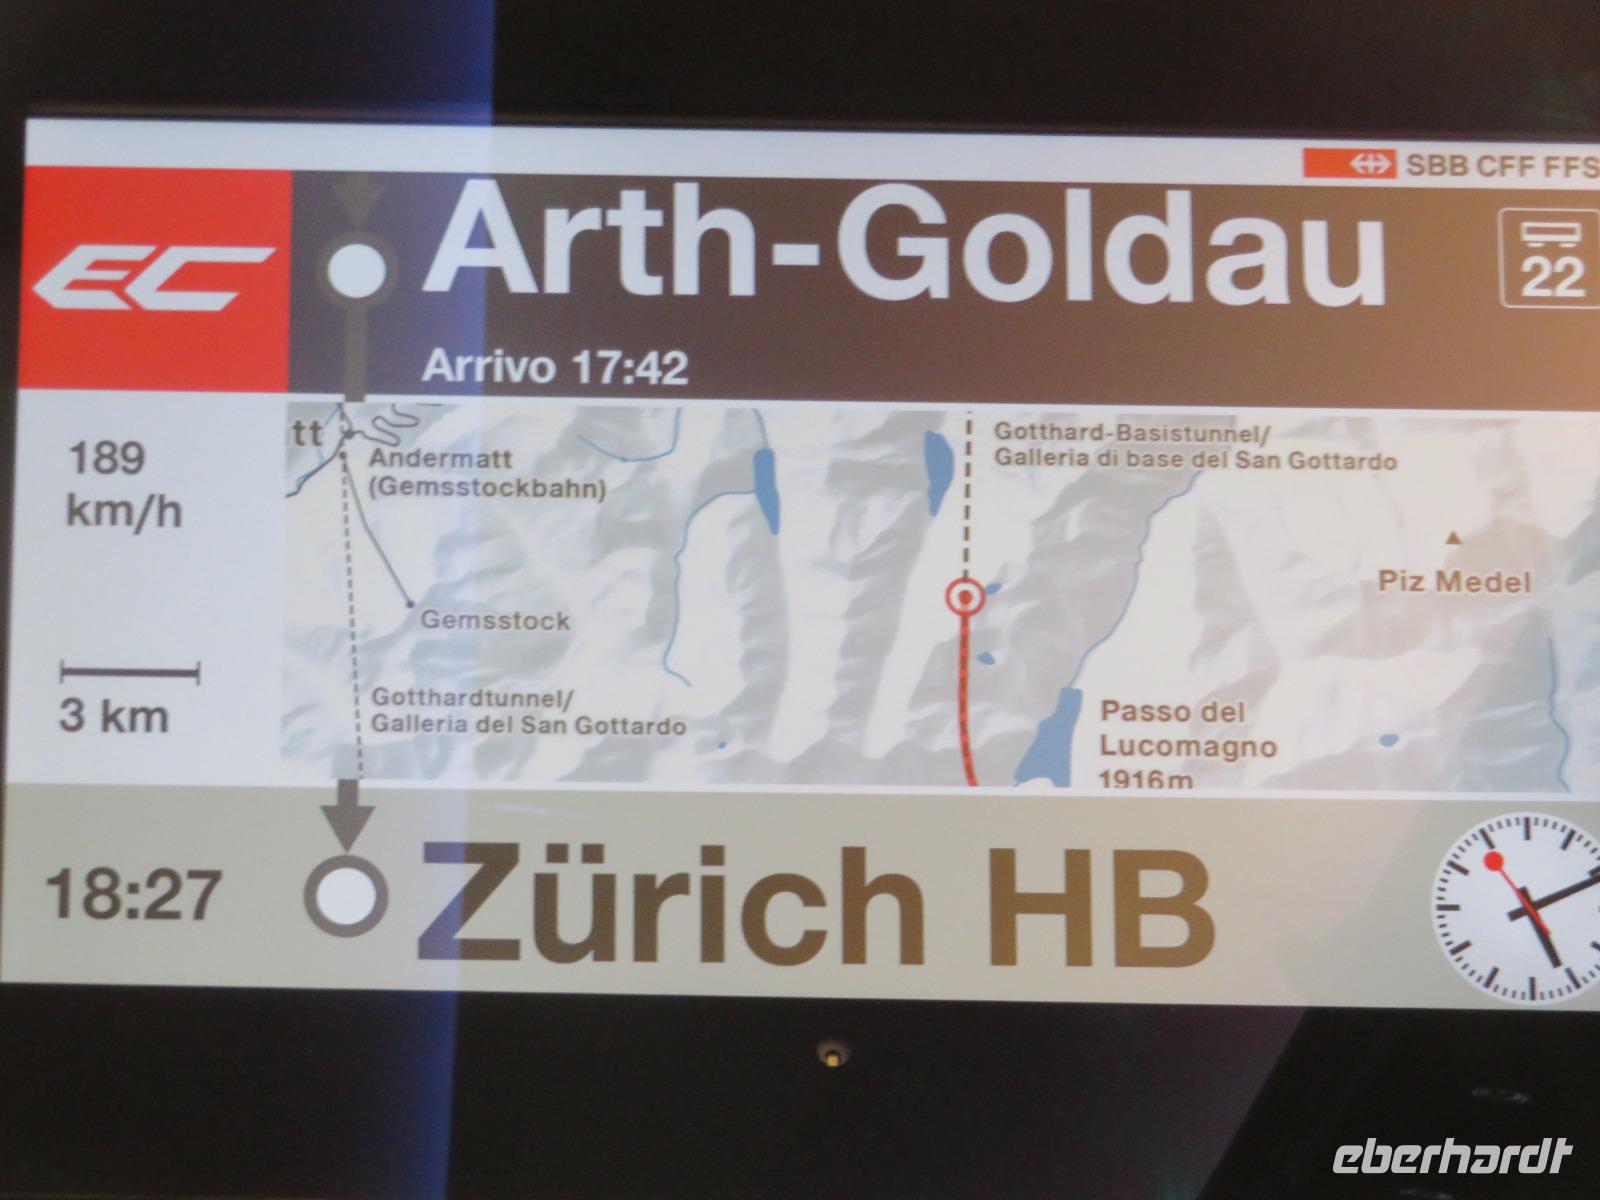 SBB CFF FFS
EC
Arth-Goldau
22
Arrivo 17:42
189
km/h
tt
Andermatt
(Gemsstockbahn)
Gotthard-Basistunnel/
Galleria di base del San Gottardo
Piz Medel
Gemsstock
3 km
Gotthardtunnel/
Galleria del San Gottardo
Passo del
Lucomagno
1916m
18:27
Zürich HB
eberhardt